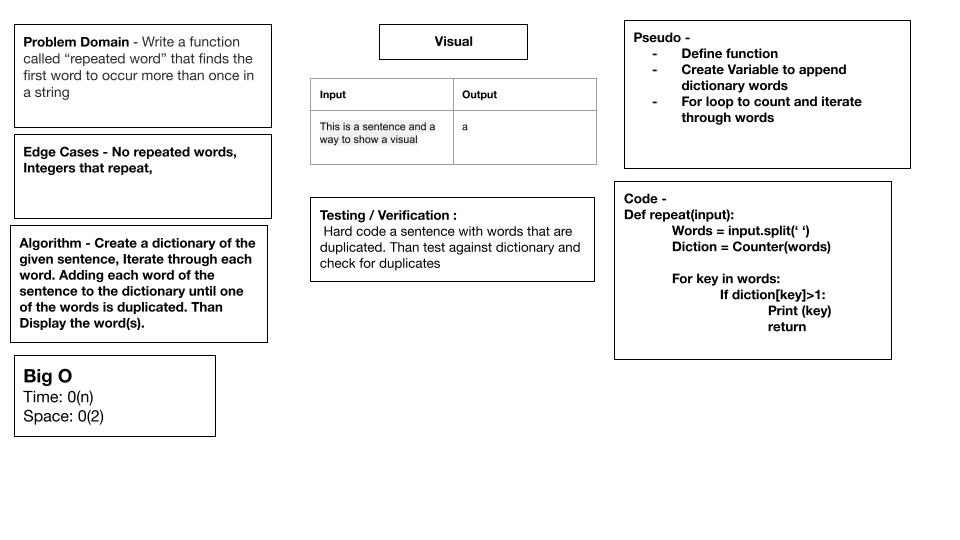 Problem Domain - Write a function
called “repeated word” that finds the
first word to occur more than once in
a string
Edge Cases - No repeated words,
Integers that repeat,
Algorithm - Create a dictionary of the
given sentence, Iterate through each
word. Adding each word of the
sentence to the dictionary until one
of the words is duplicated. Than
Display the word(s).
Big O
Time: 0(n)
Space: 0(2)
Visual
Input
Output
This is a sentence and a
way to show a visual
a
Testing / Verification :
Hard code a sentence with words that are
duplicated. Than test against dictionary and
check for duplicates
Pseudo -
- Define function
- Create Variable to append
dictionary words
- For loop to count and iterate
through words
Code -
Def repeat(input):
Words = input.split(‘ ‘)
Diction = Counter(words)
For key in words:
If diction[key]>1:
Print (key)
return